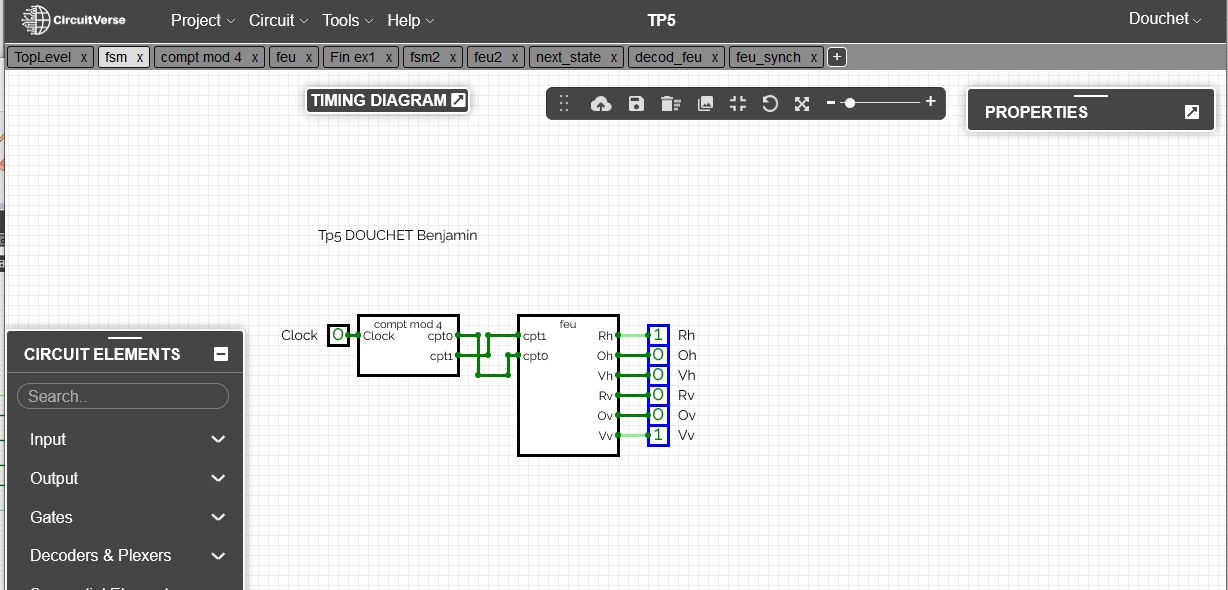 CircuitVerse Project Circuit Tools Help TP5 Douchet
TopLevel x fsm x compt mod 4 x feu x Fin ex1 x fsm2 x feu2 x next_state x decod_feu x feu_synch x +
TIMING DIAGRAM
PROPERTIES
Tp5 DOUCHET Benjamin
compt mod 4
feu
Clock 0 Clock cpt0 cpt1 Rh 1 Rh
cpt1 cpt0 Oh 0 Oh
Vh 0 Vh
Rv 0 Rv
Ov 0 Ov
Vv 1 Vv
CIRCUIT ELEMENTS
Search..
Input
Output
Gates
Decoders & Plexers